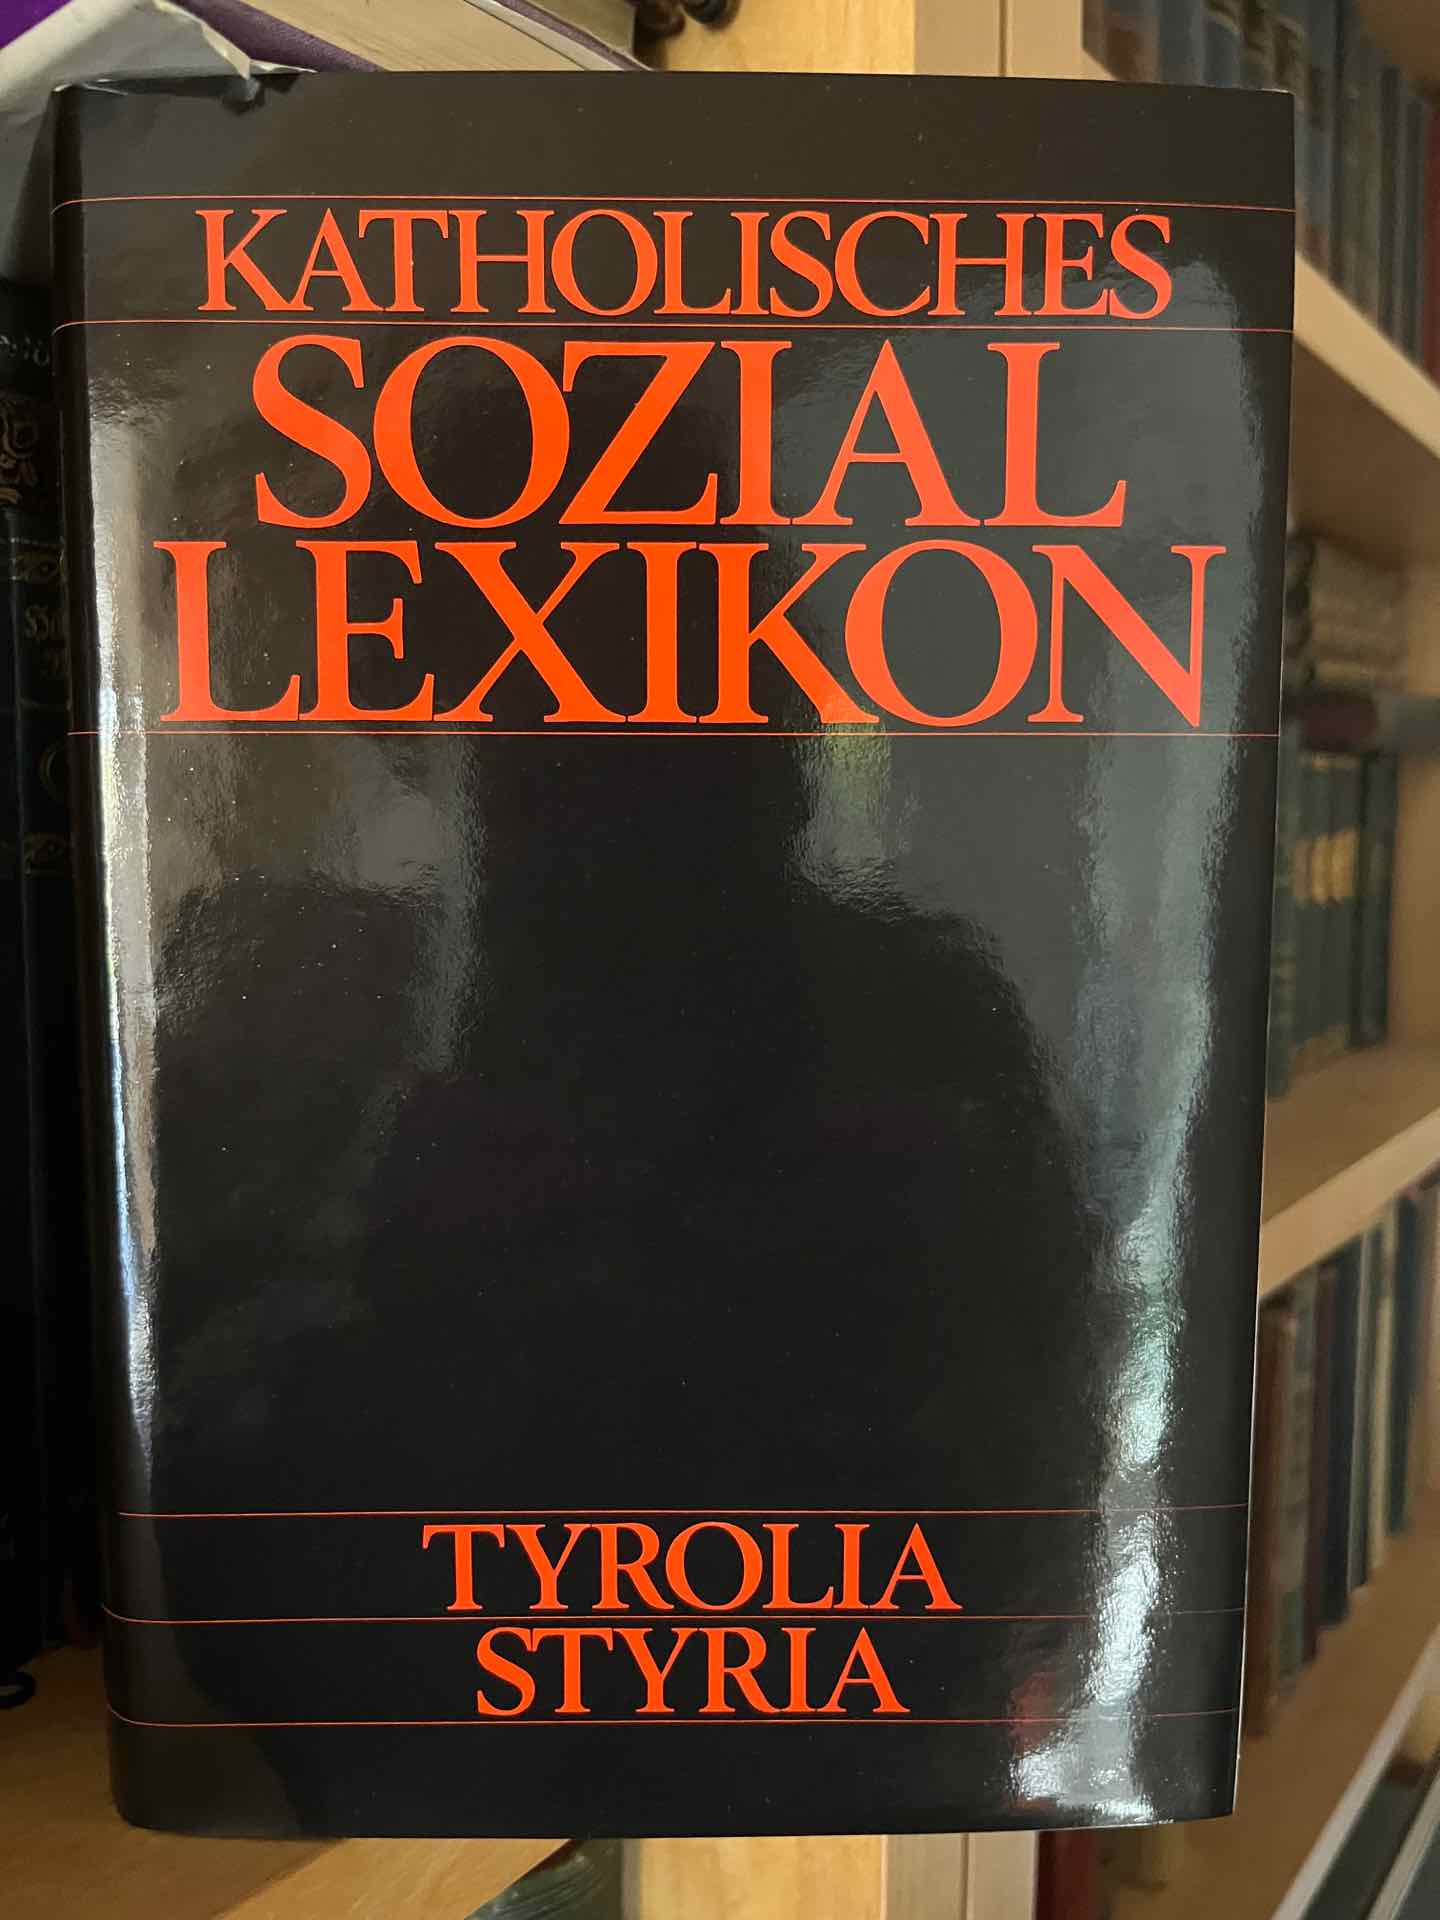 KATHOLISCHES
SOZIAL
LEXIKON
TYROLIA
STYRIA